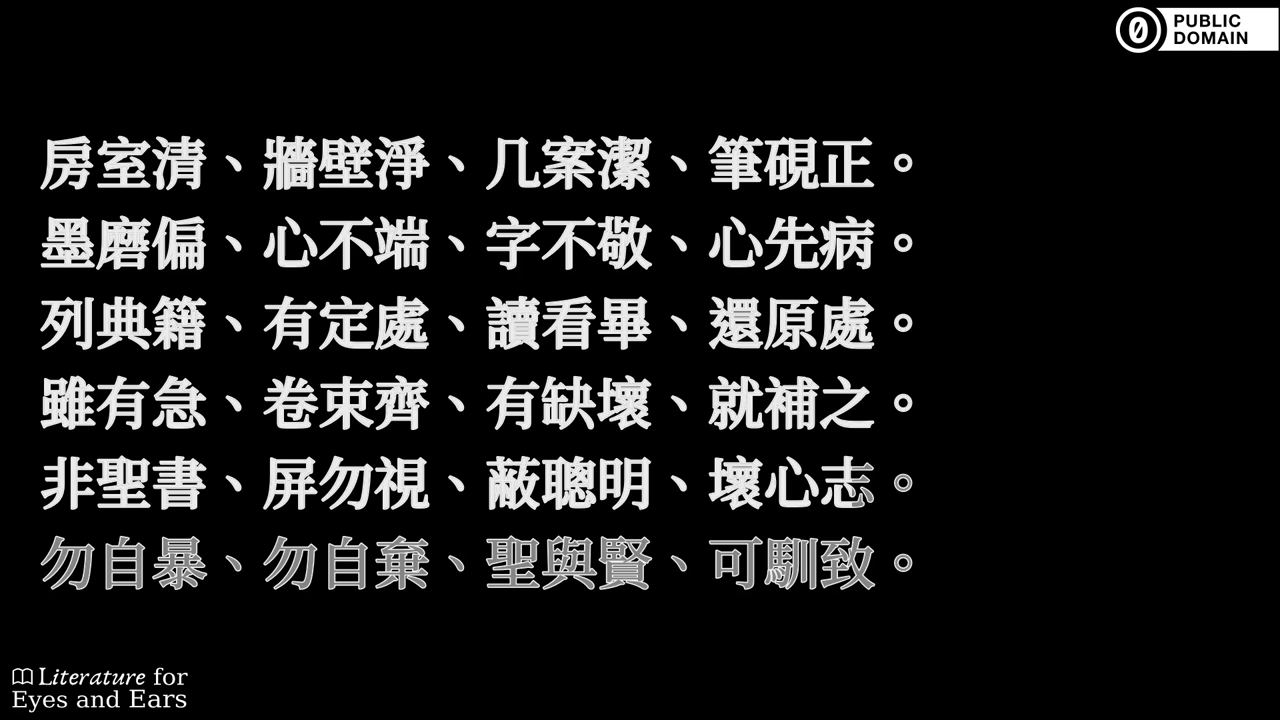 PUBLIC
DOMAIN
房室清、牆壁淨、几案潔、筆硯正。
墨磨偏、心不端、字不敬、心先病。
列典籍、有定處、讀看畢、還原處。
雖有急、卷束齊、有缺壞、就補之。
非聖書、屏勿視、蔽聰明、壞心志。
勿自暴、勿自棄、聖與賢、可馴致。
Literature for
Eyes and Ears